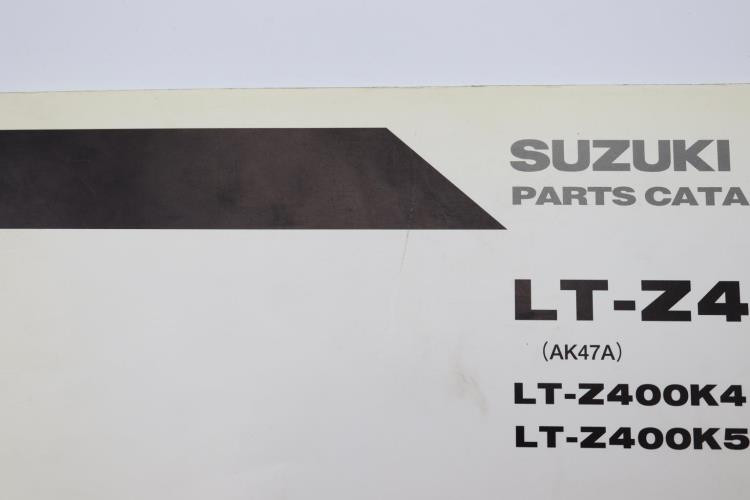 SUZUKI
PARTS CATA
LT-Z4
(AK47A)
LT-Z400K4
LT-Z400K5